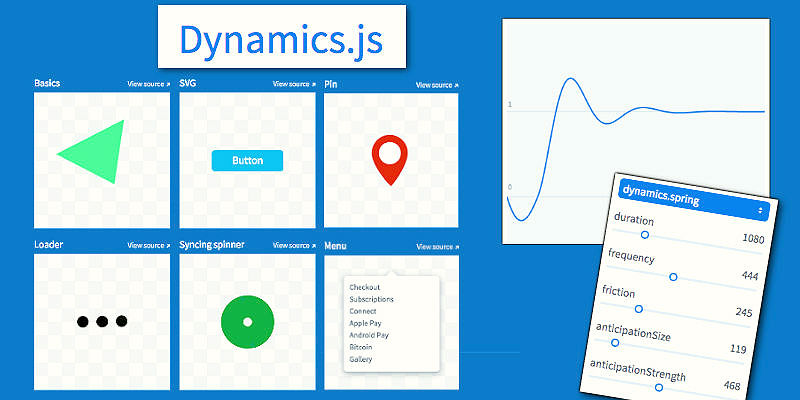 Dynamics.js
Basics
View source ↗
SVG
View source ↗
Pin
View source ↗
Button
Loader
View source ↗
Syncing spinner
View source ↗
Menu
View source ↗
Checkout
Subscriptions
Connect
Apple Pay
Android Pay
Bitcoin
Gallery
1
0
dynamics.spring
duration
1080
frequency
444
friction
245
anticipationSize
119
anticipationStrength
468